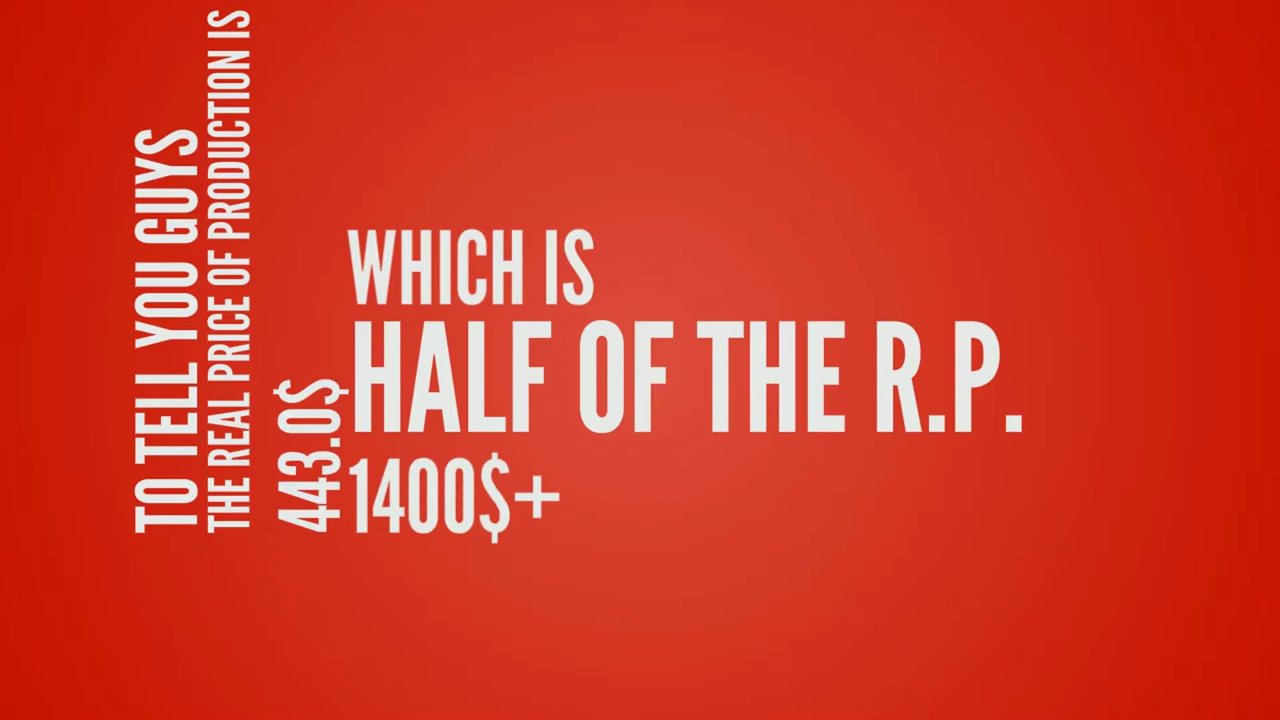 TO TELL YOU GUYS
THE REAL PRICE OF PRODUCTION IS
443.0$
WHICH IS
HALF OF THE R.P.
1400$+